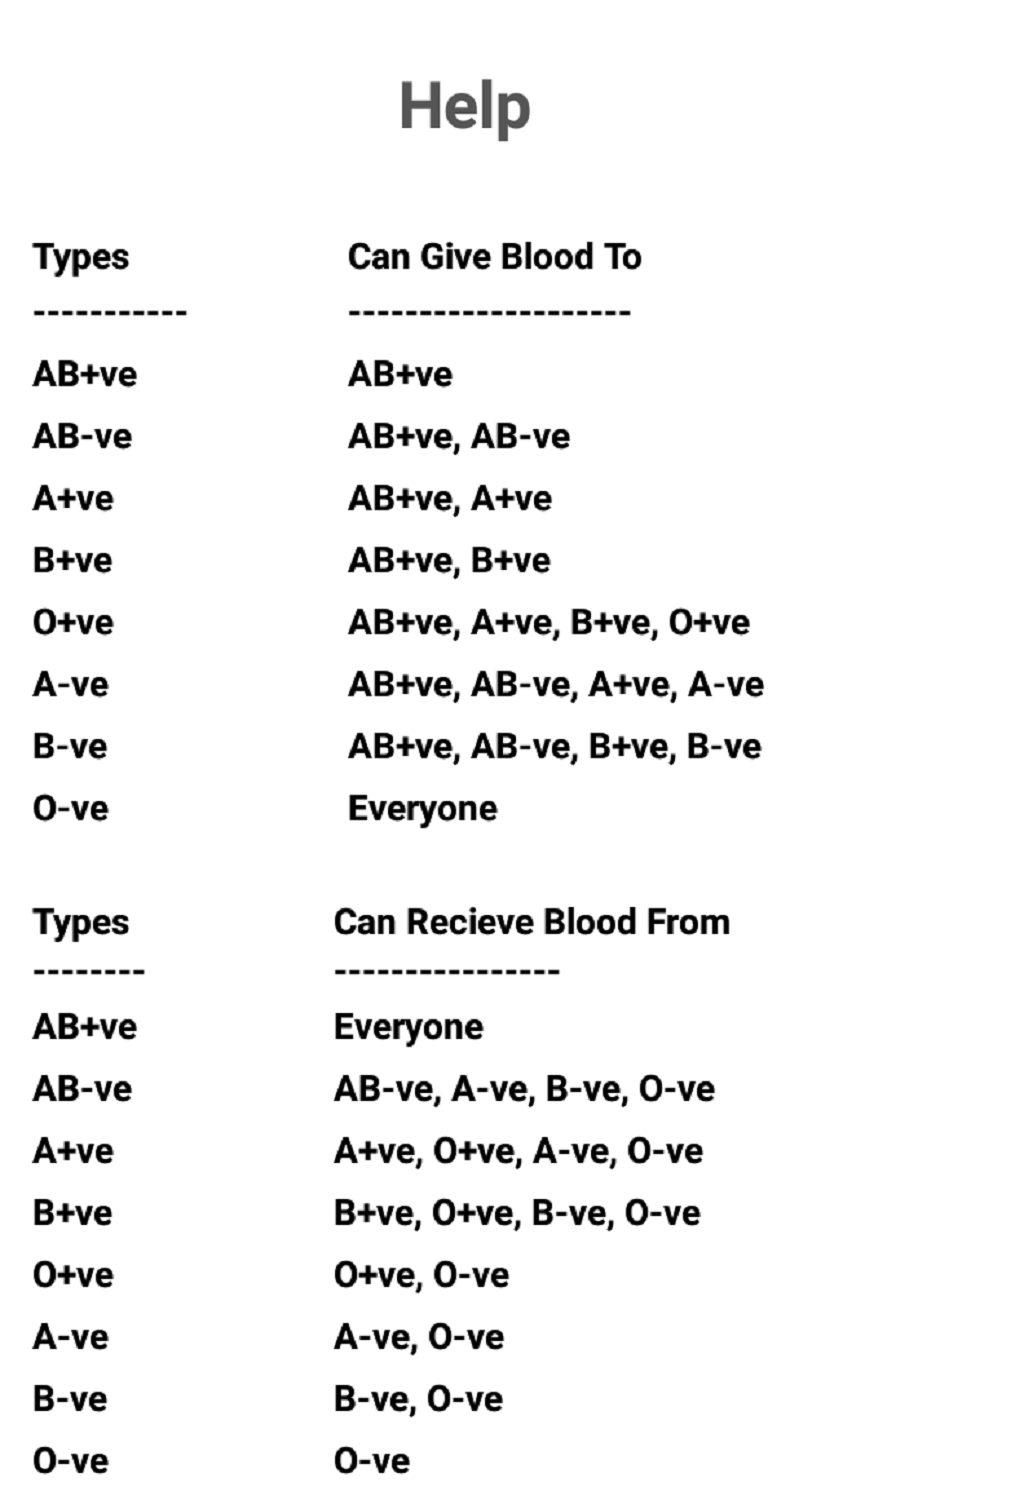 Help
Types Can Give Blood To
----------- --------------------
AB+ve AB+ve
AB-ve AB+ve, AB-ve
A+ve AB+ve, A+ve
B+ve AB+ve, B+ve
O+ve AB+ve, A+ve, B+ve, O+ve
A-ve AB+ve, AB-ve, A+ve, A-ve
B-ve AB+ve, AB-ve, B+ve, B-ve
O-ve Everyone
Types Can Recieve Blood From
-------- ----------------
AB+ve Everyone
AB-ve AB-ve, A-ve, B-ve, O-ve
A+ve A+ve, O+ve, A-ve, O-ve
B+ve B+ve, O+ve, B-ve, O-ve
O+ve O+ve, O-ve
A-ve A-ve, O-ve
B-ve B-ve, O-ve
O-ve O-ve